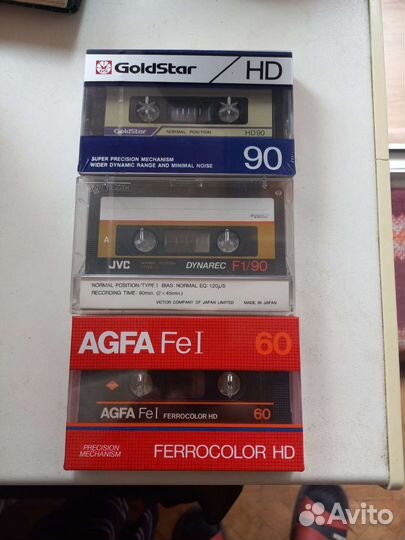 GoldStar / HD
GoldStar NORMAL POSITION HD90
SUPER PRECISION MECHANISM
WIDER DYNAMIC RANGE AND MINIMAL NOISE
90
A
JVC DYNAREC F1/90
NORMAL POSITION/TYPE I BIAS: NORMAL EQ: 120µS
RECORDING TIME: 90min. (2×45min.)
VICTOR COMPANY OF JAPAN, LIMITED MADE IN JAPAN
AGFA FeI 60
AGFA FeI FERROCOLOR HD 60
PRECISION
MECHANISM
FERROCOLOR HD
Avito